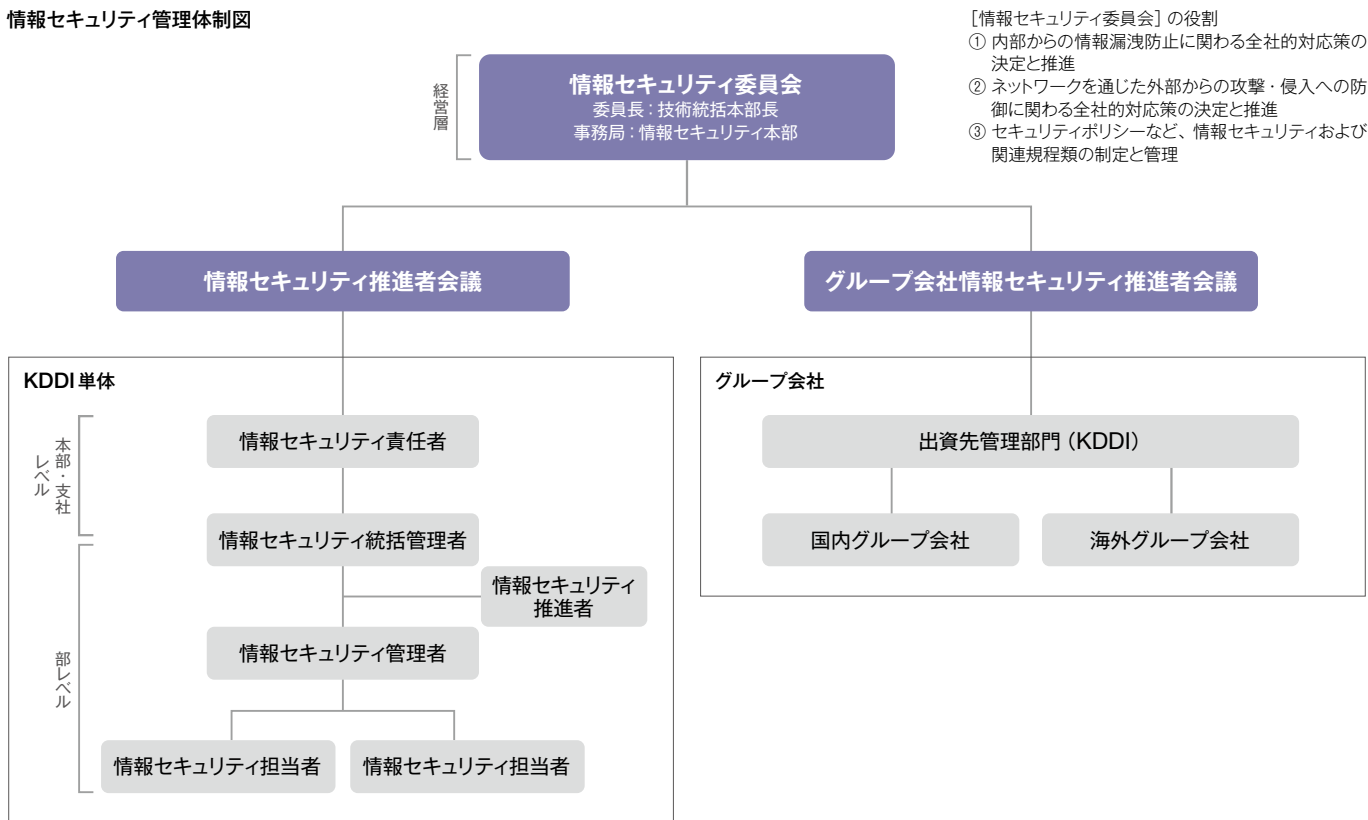 情報セキュリティ管理体制図
[情報セキュリティ委員会] の役割
① 内部からの情報漏洩防止に関わる全社的対応策の
決定と推進
② ネットワークを通じた外部からの攻撃・侵入への防
御に関わる全社的対応策の決定と推進
③ セキュリティポリシーなど、情報セキュリティおよび
関連規程類の制定と管理
経営層
情報セキュリティ委員会
委員長：技術統括本部長
事務局：情報セキュリティ本部
情報セキュリティ推進者会議
グループ会社情報セキュリティ推進者会議
KDDI 単体
本部・支社
レベル
情報セキュリティ責任者
情報セキュリティ統括管理者
部レベル
情報セキュリティ
推進者
情報セキュリティ管理者
情報セキュリティ担当者
情報セキュリティ担当者
グループ会社
出資先管理部門（KDDI）
国内グループ会社
海外グループ会社